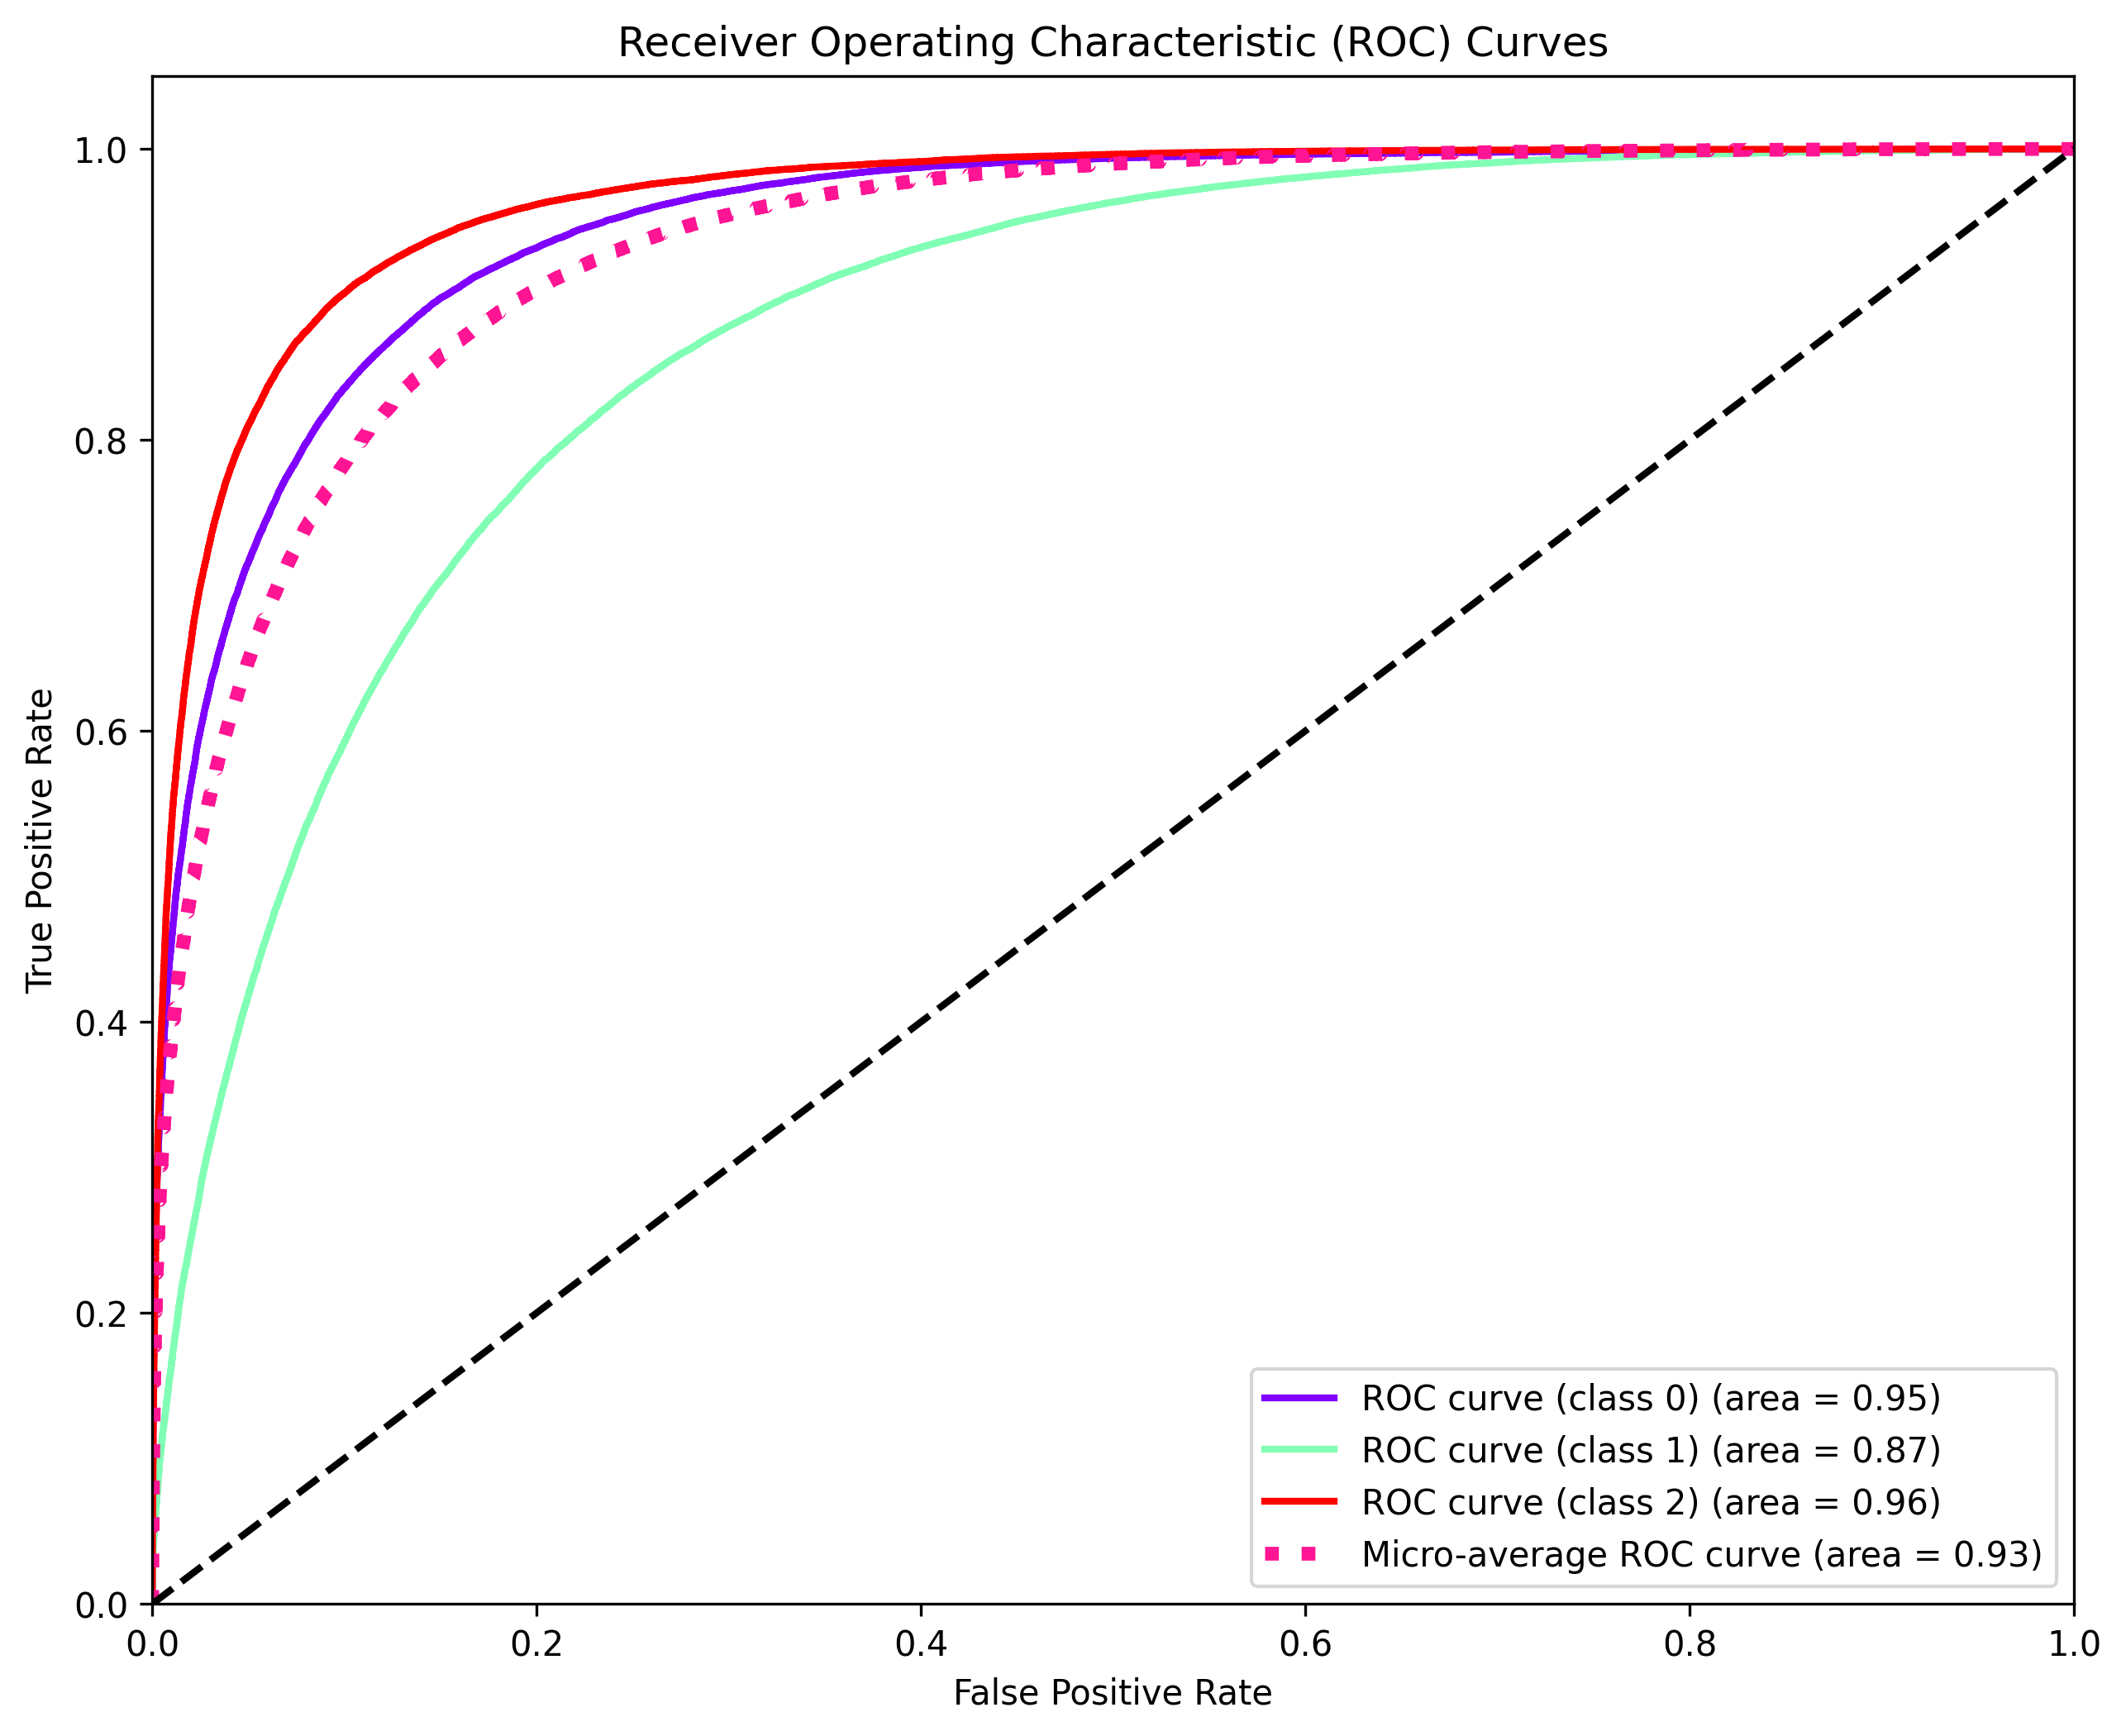 Receiver Operating Characteristic (ROC) Curves
True Positive Rate
1.0
0.8
0.6
0.4
0.2
0.0
0.0 0.2 0.4 0.6 0.8 1.0
False Positive Rate
ROC curve (class 0) (area = 0.95)
ROC curve (class 1) (area = 0.87)
ROC curve (class 2) (area = 0.96)
Micro-average ROC curve (area = 0.93)